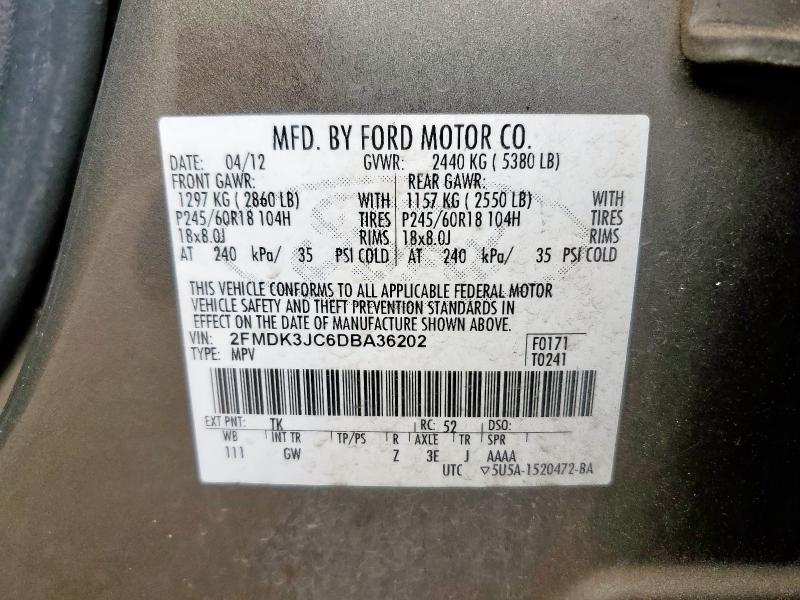 MFD. BY FORD MOTOR CO.
DATE: 04/12 GVWR: 2440 KG ( 5380 LB)
FRONT GAWR: REAR GAWR:
1297 KG ( 2860 LB) WITH 1157 KG ( 2550 LB) WITH
P245/60R18 104H TIRES P245/60R18 104H TIRES
18x8.0J RIMS 18x8.0J RIMS
AT 240 kPa/ 35 PSI COLD AT 240 kPa/ 35 PSI COLD
THIS VEHICLE CONFORMS TO ALL APPLICABLE FEDERAL MOTOR
VEHICLE SAFETY AND THEFT PREVENTION STANDARDS IN
EFFECT ON THE DATE OF MANUFACTURE SHOWN ABOVE.
VIN: 2FMDK3JC6DBA36202 F0171
TYPE: MPV T0241
EXT PNT: TK RC: 52 DSO:
WB INT TR TP/PS R AXLE TR SPR
111 GW Z 3E J AAAA
UTC ▽5U5A-1520472-BA